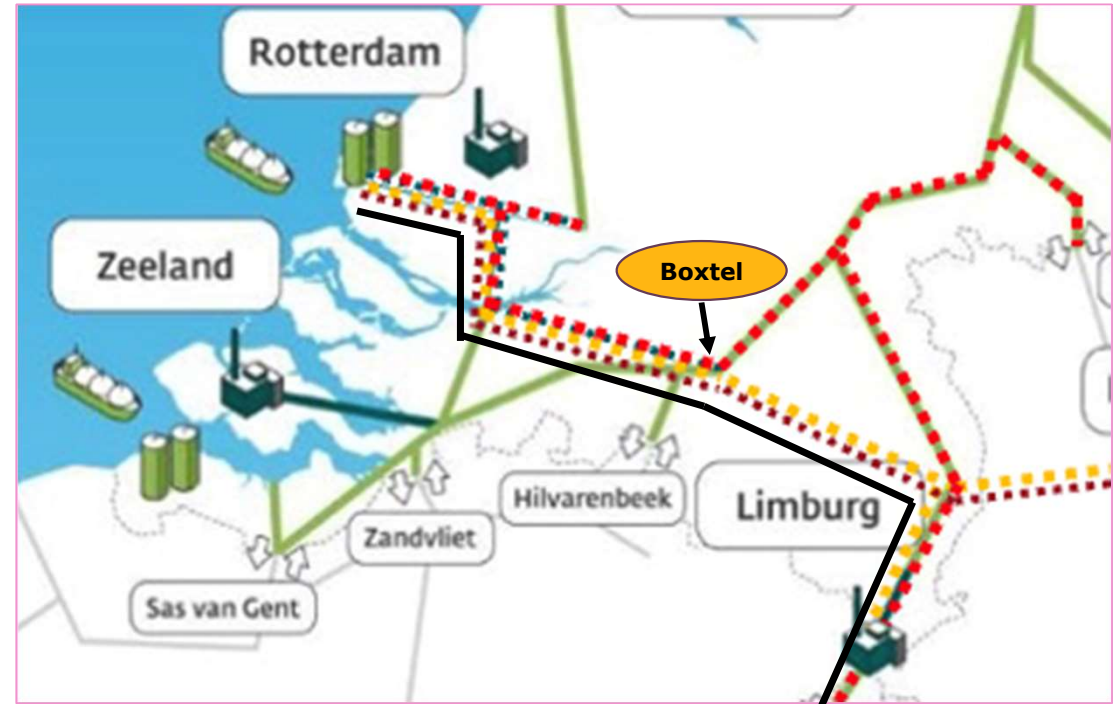 Rotterdam
Zeeland
Boxtel
Hilvarenbeek
Limburg
Zandvliet
Sas van Gent